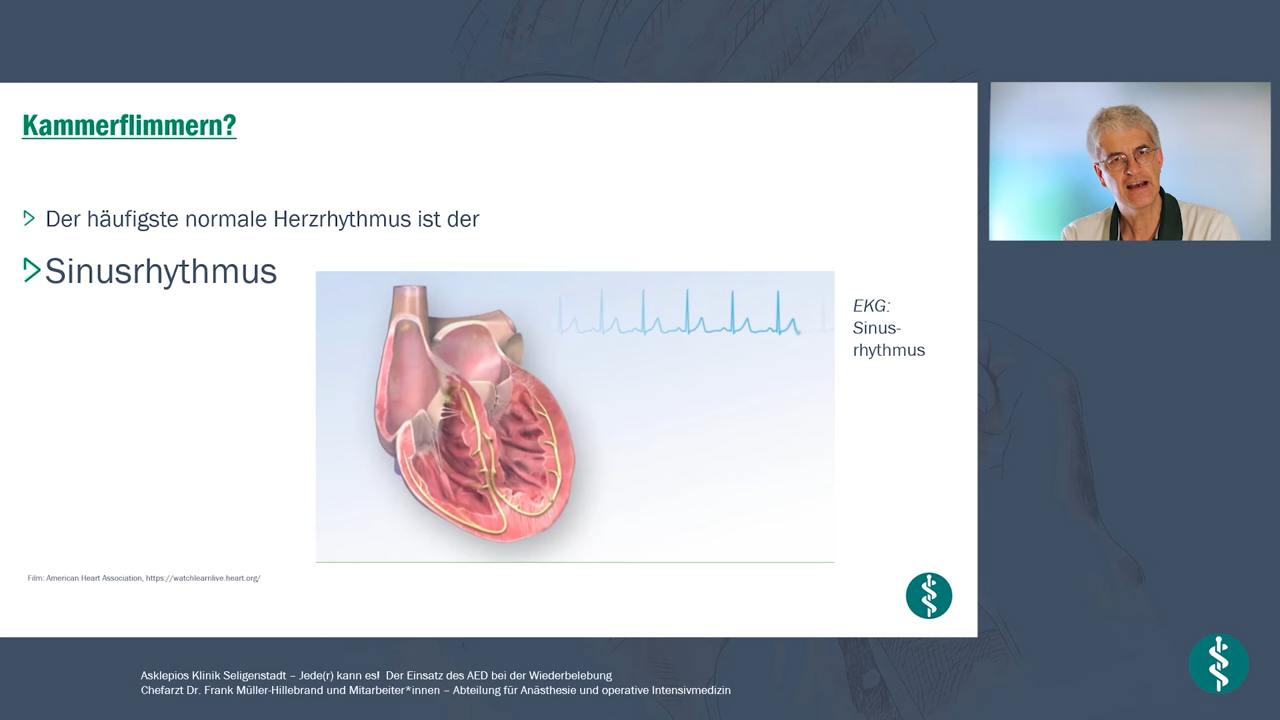 Kammerflimmern?
Der häufigste normale Herzrhythmus ist der
Sinusrhythmus
EKG:
Sinus-
rhythmus
Film: American Heart Association, https://watchlearnlive.heart.org/
Asklepios Klinik Seligenstadt – Jede(r) kann es! Der Einsatz des AED bei der Wiederbelebung
Chefarzt Dr. Frank Müller-Hillebrand und Mitarbeiter*innen – Abteilung für Anästhesie und operative Intensivmedizin